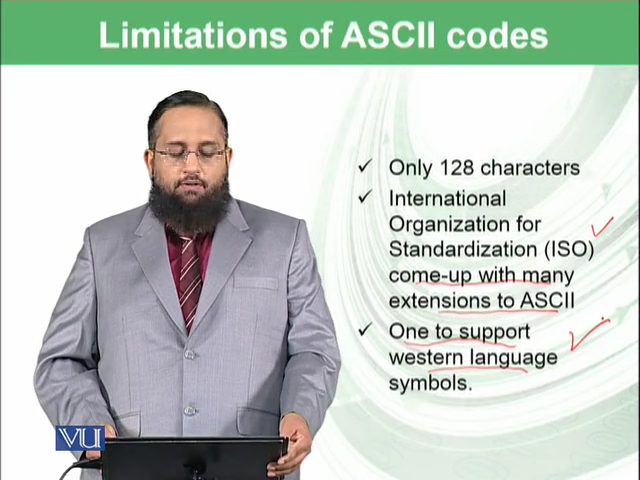 Limitations of ASCII codes
Only 128 characters
International
Organization for
Standardization (ISO)
come-up with many
extensions to ASCII
One to support
western language
symbols.
VU